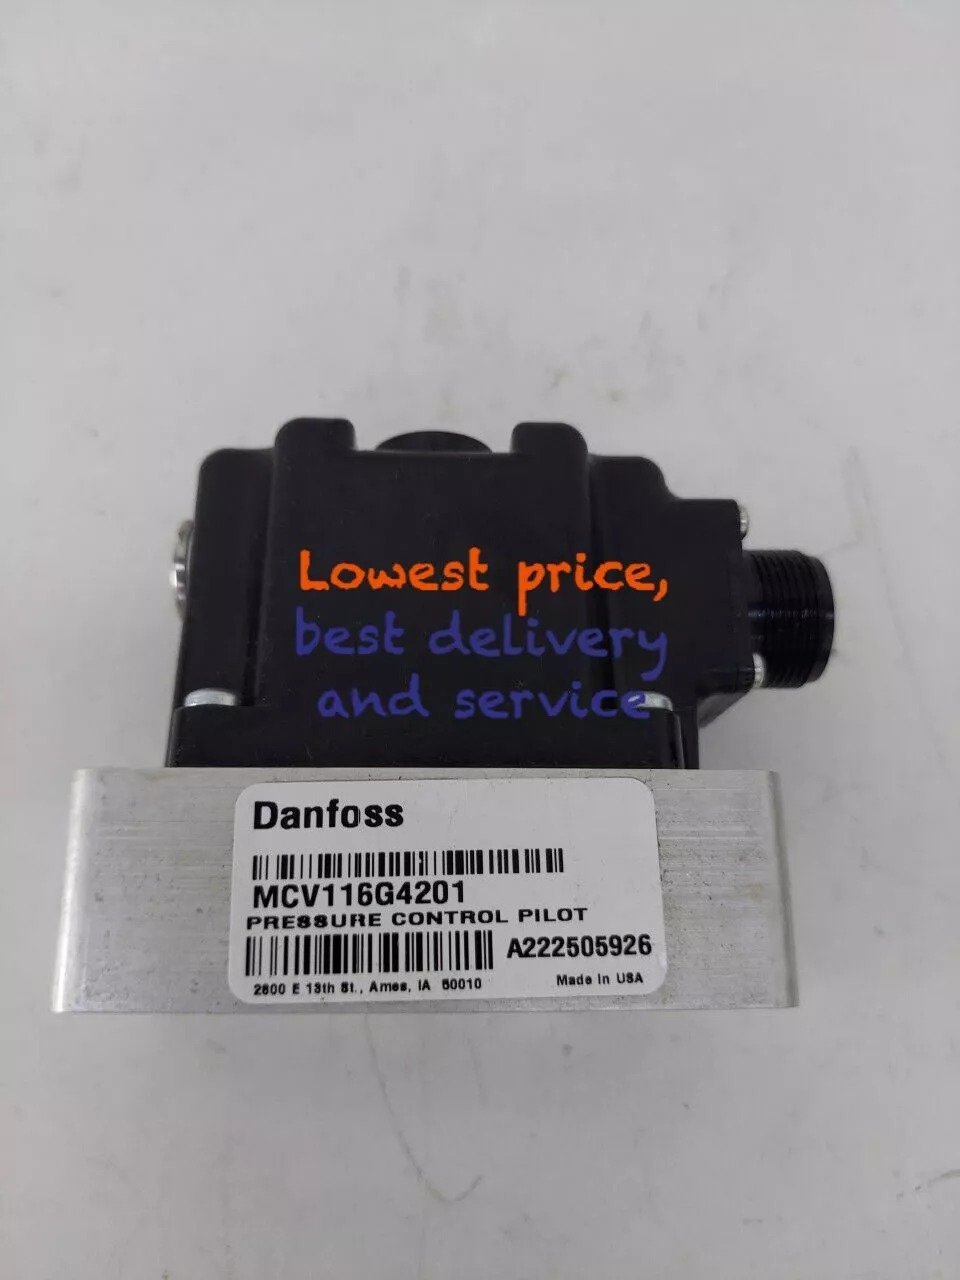 Lowest price,
best delivery
and service
Danfoss
MCV116G4201
PRESSURE CONTROL PILOT
A222505926
2600 E 13th St., Ames, IA 50010
Made In USA